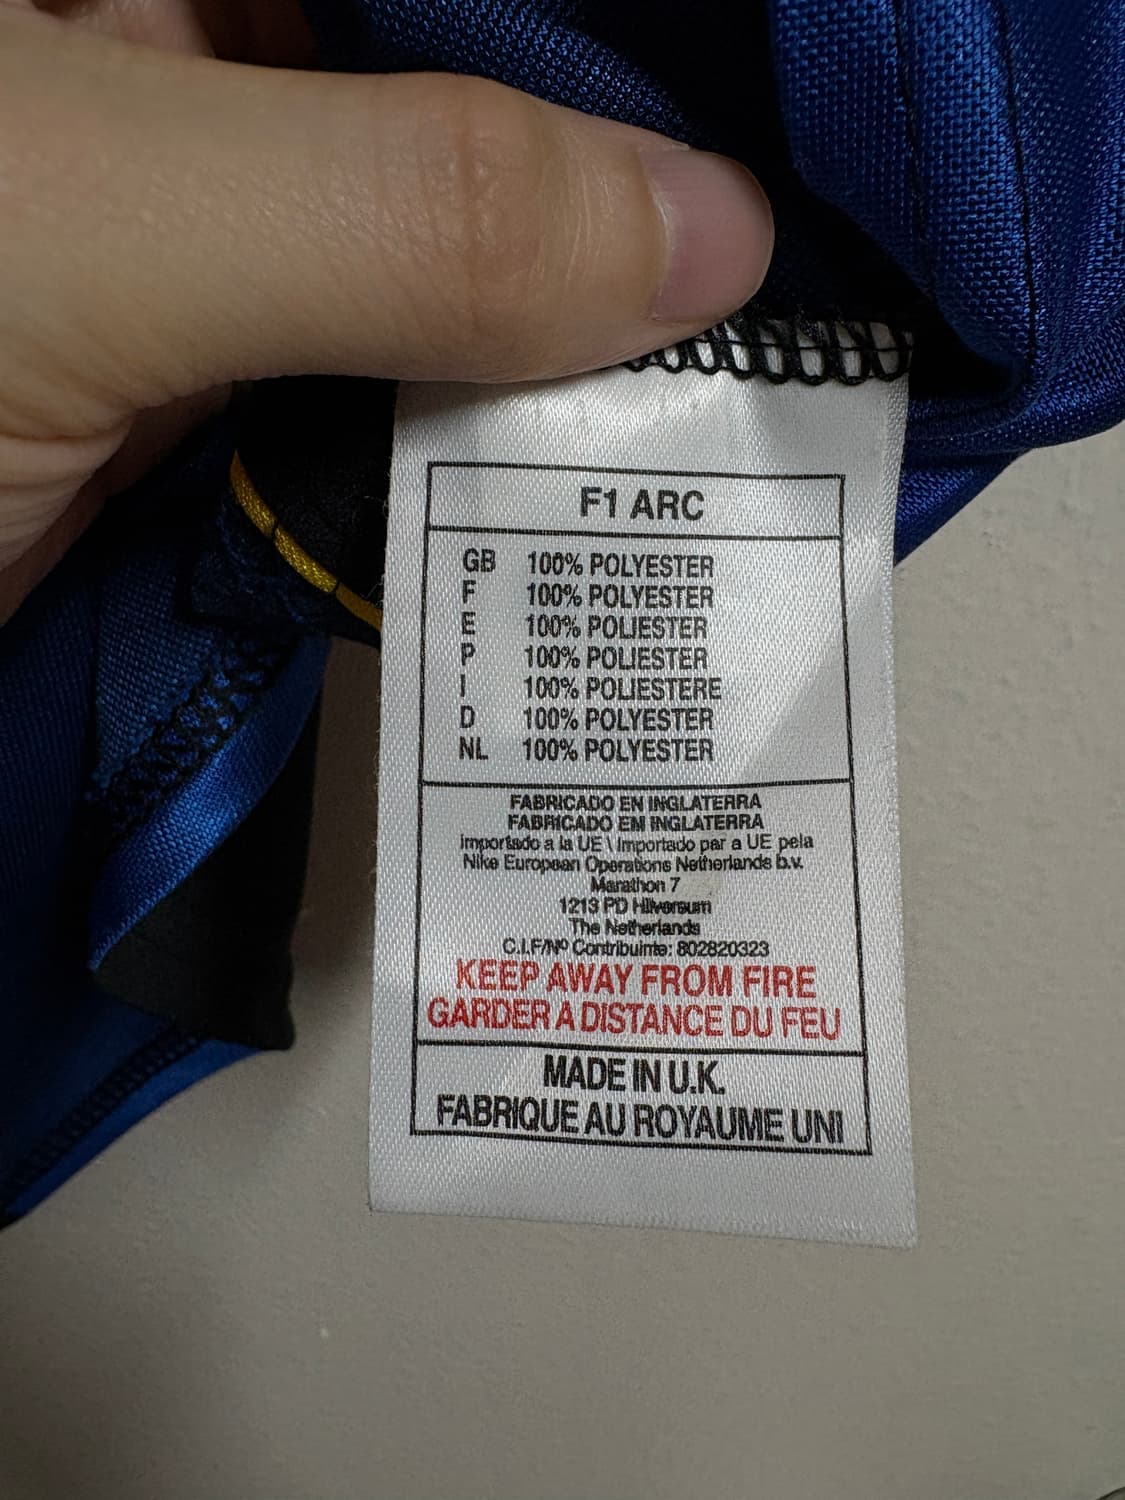 F1 ARC
GB 100% POLYESTER
F 100% POLYESTER
E 100% POLIESTER
P 100% POLIESTER
I 100% POLIESTERE
D 100% POLYESTER
NL 100% POLYESTER
FABRICADO EN INGLATERRA
FABRICADO EM INGLATERRA
Importado a la UE \ Importado par a UE pela
Nike European Operations Netherlands b.v.
Marathon 7
1213 PD Hilversum
The Netherlands
C.I.F/Nº Contribuinte: 802820323
KEEP AWAY FROM FIRE
GARDER A DISTANCE DU FEU
MADE IN U.K.
FABRIQUE AU ROYAUME UNI